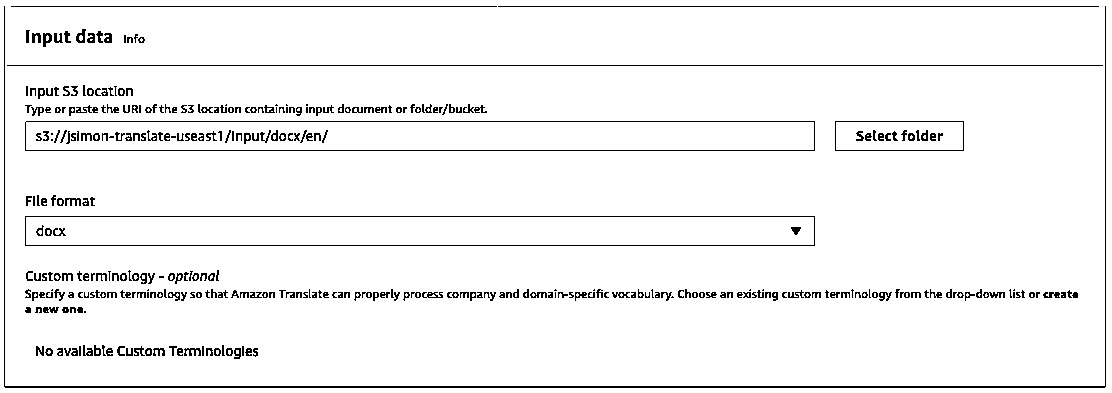 Input data Info
Input S3 location
Type or paste the URI of the S3 location containing input document or folder/bucket.
s3://jsimon-translate-useast1/input/docx/en/
Select folder
File format
docx
Custom terminology - optional
Specify a custom terminology so that Amazon Translate can properly process company and domain-specific vocabulary. Choose an existing custom terminology from the drop-down list or create
a new one.
No available Custom Terminologies